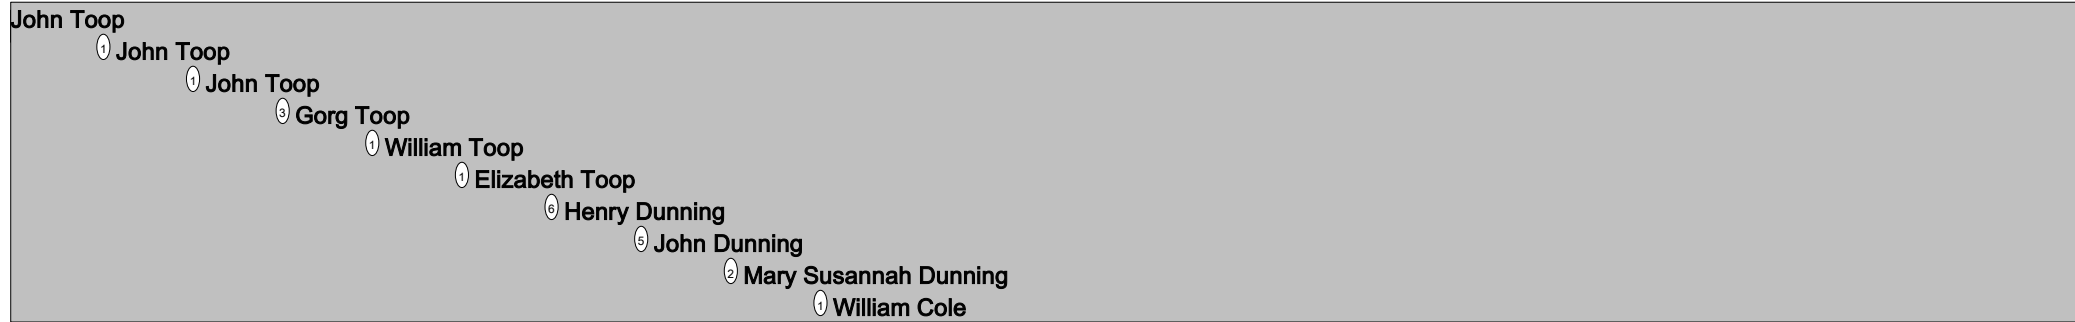 John Toop
1 John Toop
1 John Toop
3 Gorg Toop
1 William Toop
1 Elizabeth Toop
6 Henry Dunning
5 John Dunning
2 Mary Susannah Dunning
1 William Cole